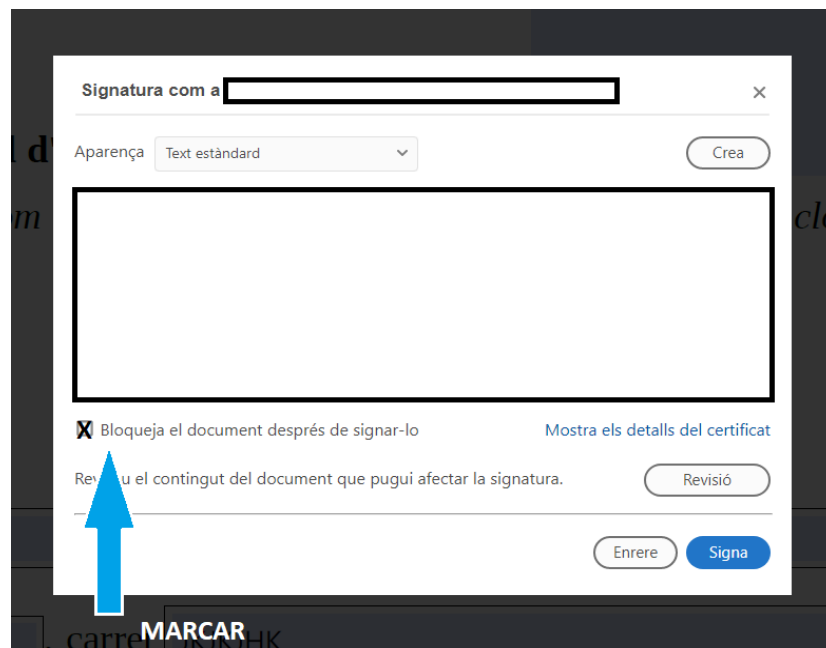 Signatura com a
Aparença Text estàndard Crea
X Bloqueja el document després de signar-lo Mostra els detalls del certificat
el contingut del document que pugui afectar la signatura. Revisió
Enrere Signa
MARCAR